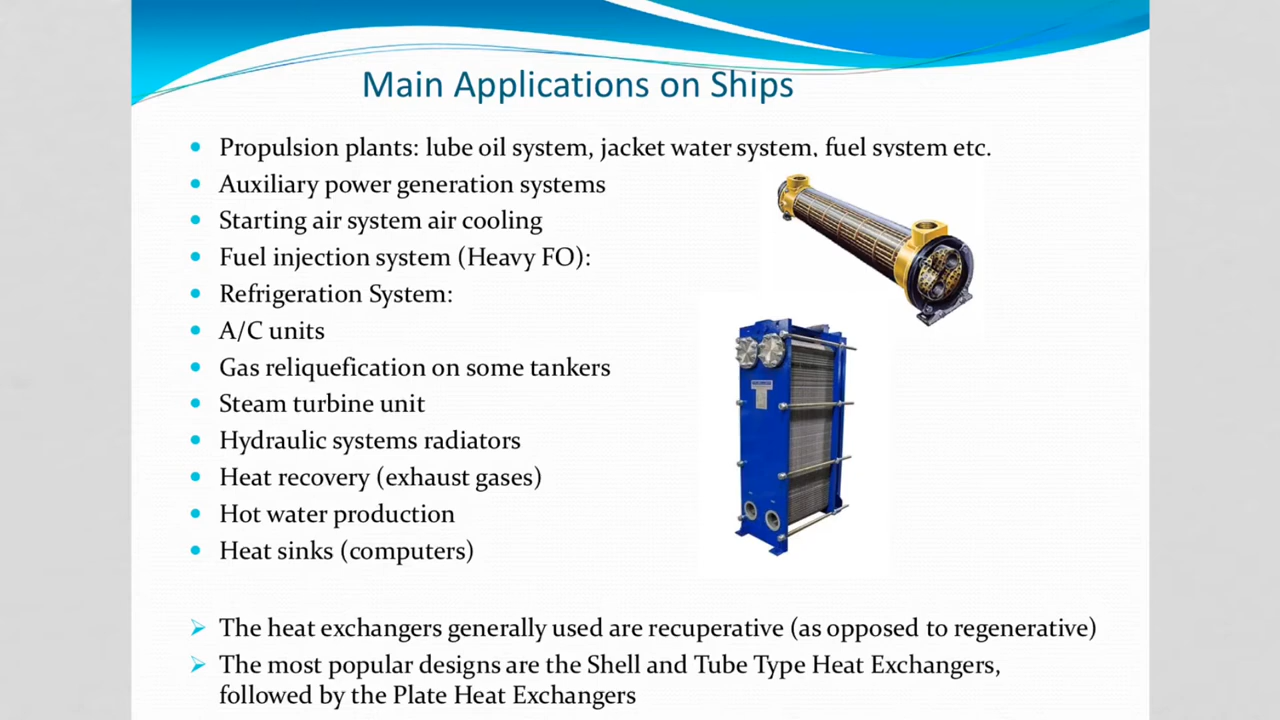 Main Applications on Ships
• Propulsion plants: lube oil system, jacket water system, fuel system etc.
• Auxiliary power generation systems
• Starting air system air cooling
• Fuel injection system (Heavy FO):
• Refrigeration System:
• A/C units
• Gas reliquefication on some tankers
• Steam turbine unit
• Hydraulic systems radiators
• Heat recovery (exhaust gases)
• Hot water production
• Heat sinks (computers)
➢ The heat exchangers generally used are recuperative (as opposed to regenerative)
➢ The most popular designs are the Shell and Tube Type Heat Exchangers,
followed by the Plate Heat Exchangers